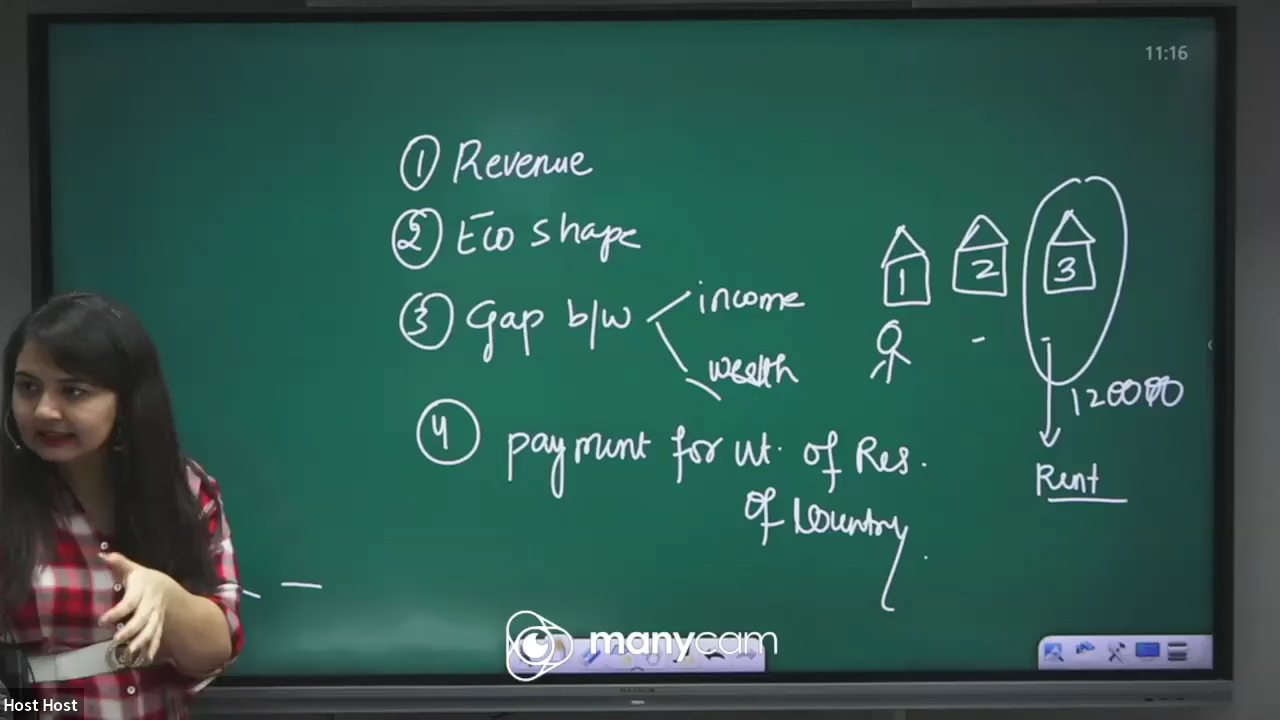 11:16
① Revenue
② Eco shape
③ Gap b/w
income
wealth
④ payment for ut. of Res.
of Country
1
2
3
120000
Rent
manycam
Host Host